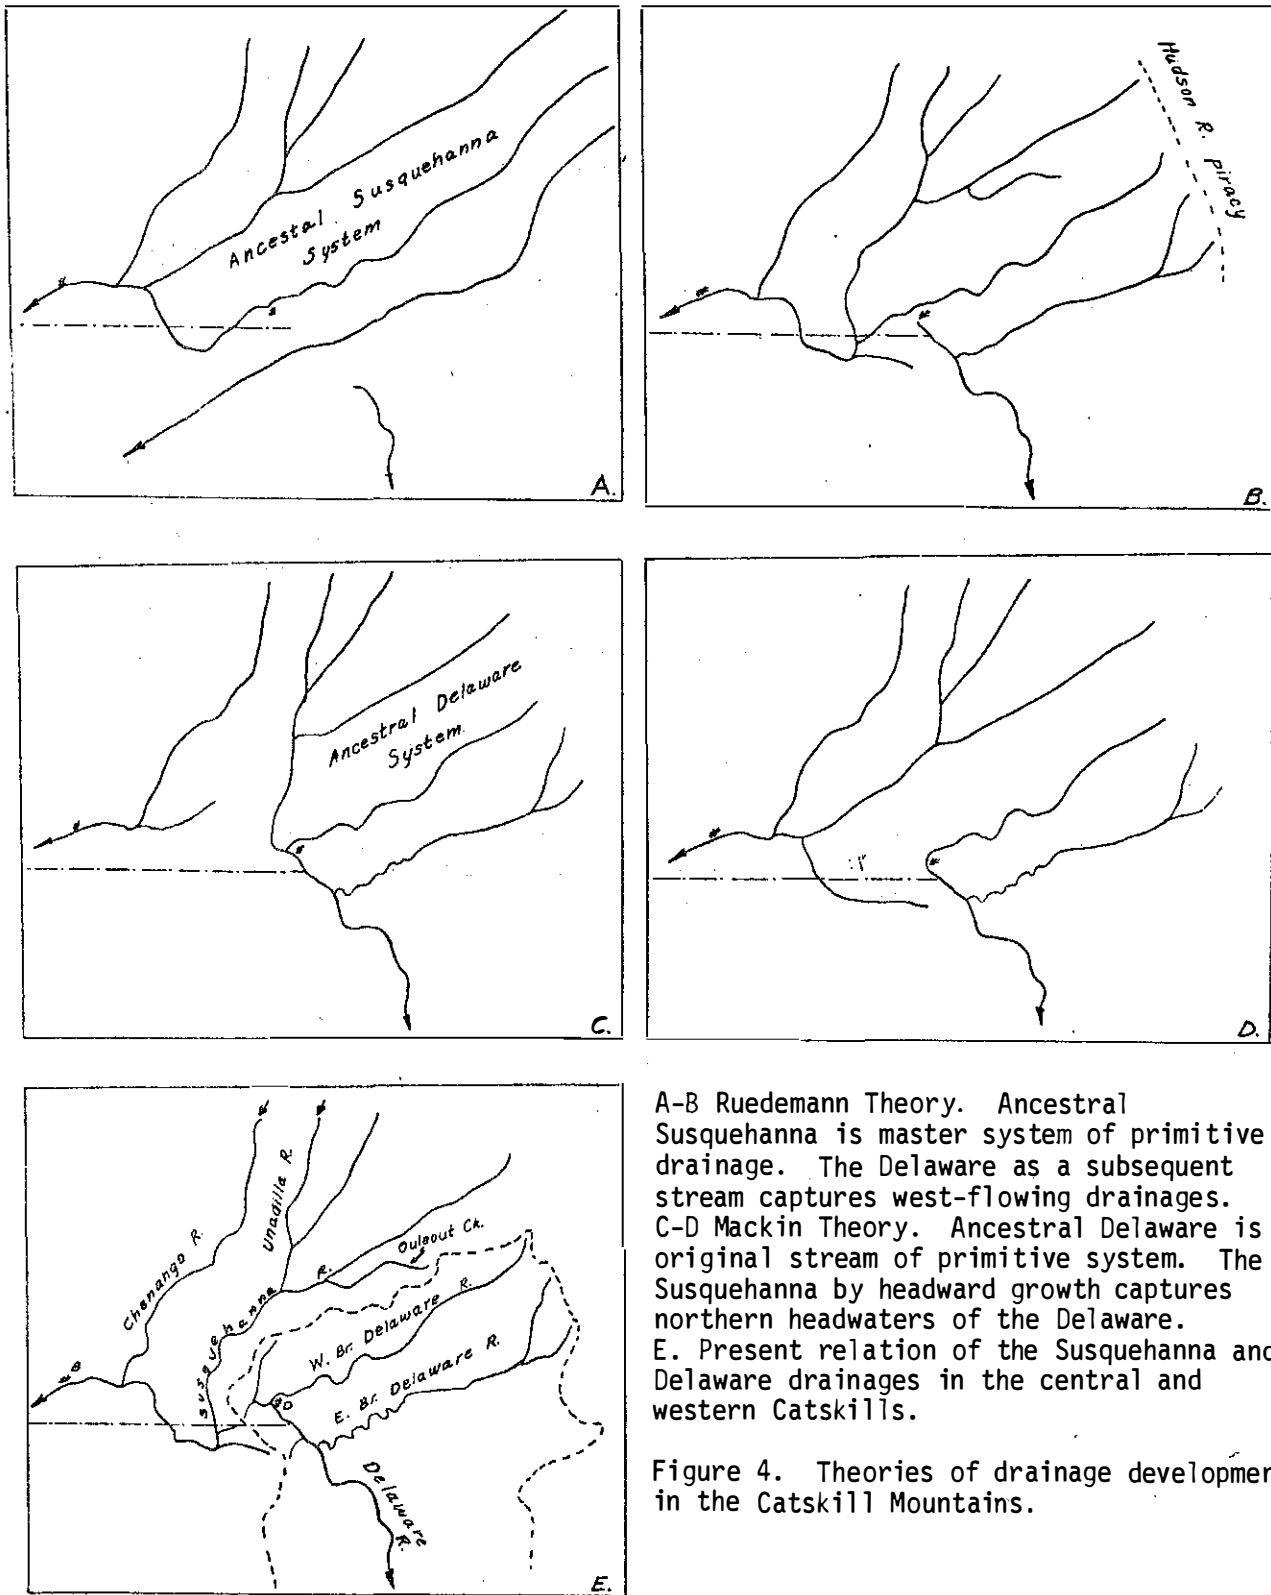 Ancestal Susquehanna
System
A.
Hudson R. piracy
B.
Ancestral Delaware
System.
C.
D.
Chenango R.
Unadilla R.
Susquehanna R.
Ouleout Ck.
W. Br. Delaware R.
E. Br. Delaware R.
B
D
Delaware R.
E.
A-B Ruedemann Theory. Ancestral
Susquehanna is master system of primitive
drainage. The Delaware as a subsequent
stream captures west-flowing drainages.
C-D Mackin Theory. Ancestral Delaware is
original stream of primitive system. The
Susquehanna by headward growth captures
northern headwaters of the Delaware.
E. Present relation of the Susquehanna and
Delaware drainages in the central and
western Catskills.
Figure 4. Theories of drainage developmen
in the Catskill Mountains.